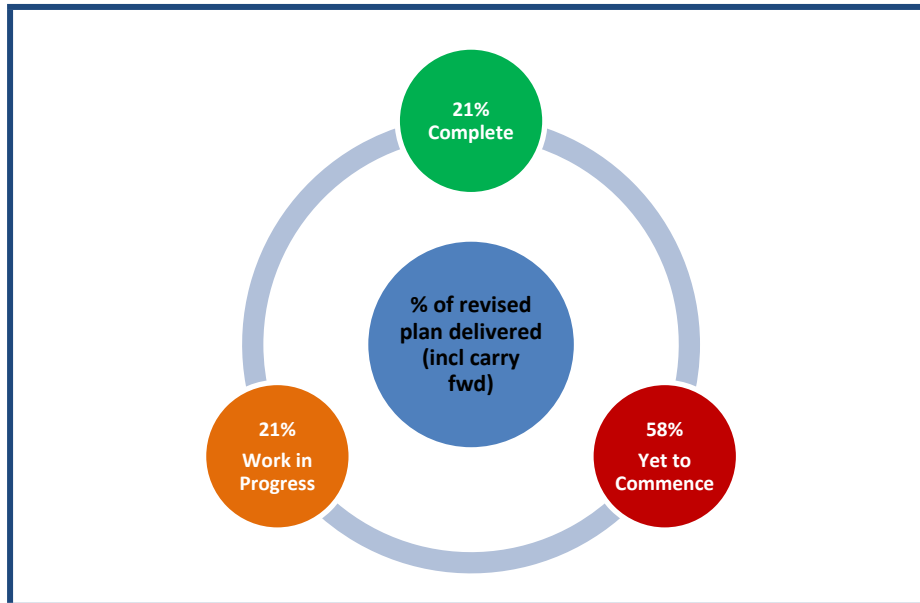 21%
Complete
% of revised
plan delivered
(incl carry
fwd)
21%
Work in
Progress
58%
Yet to
Commence